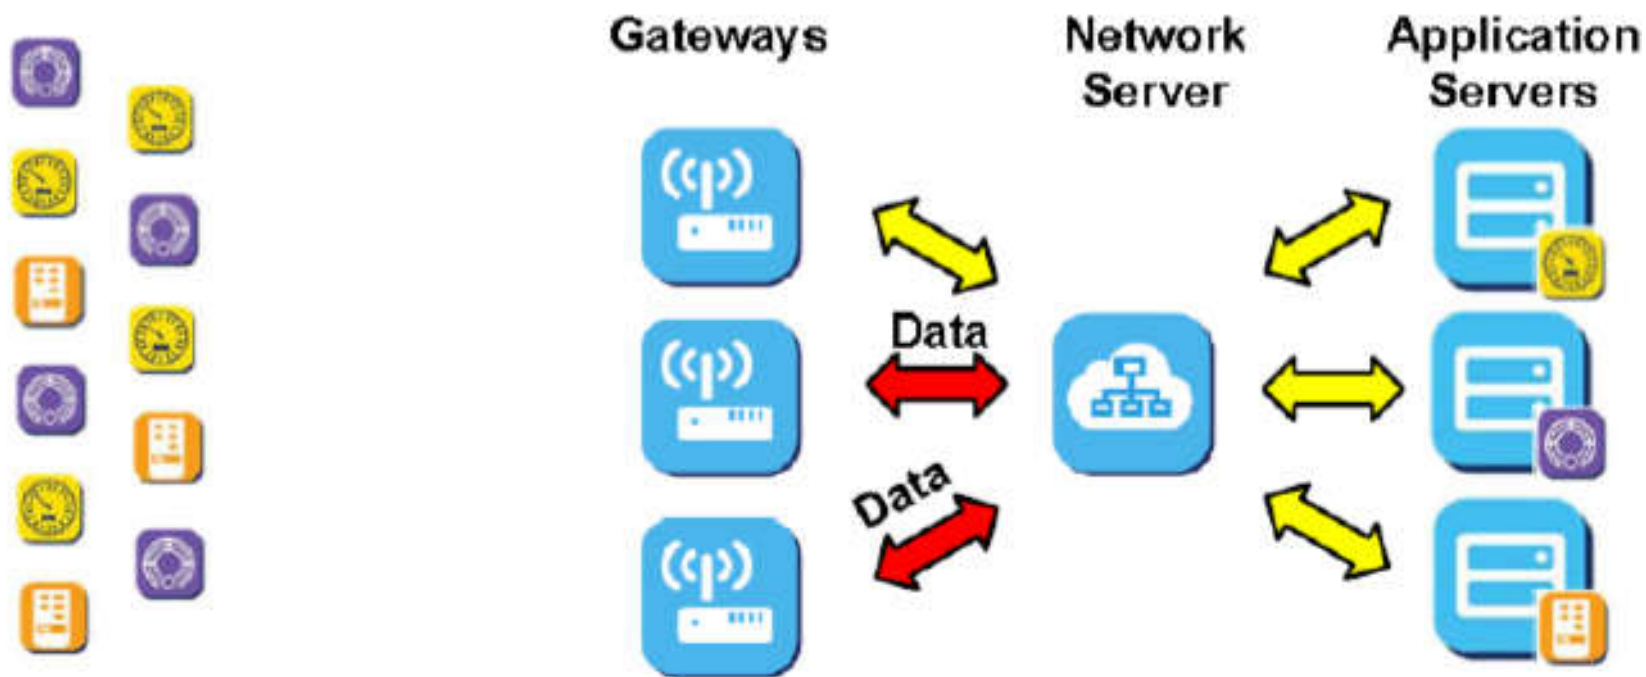 Gateways
Network
Server
Application
Servers
Data
Data